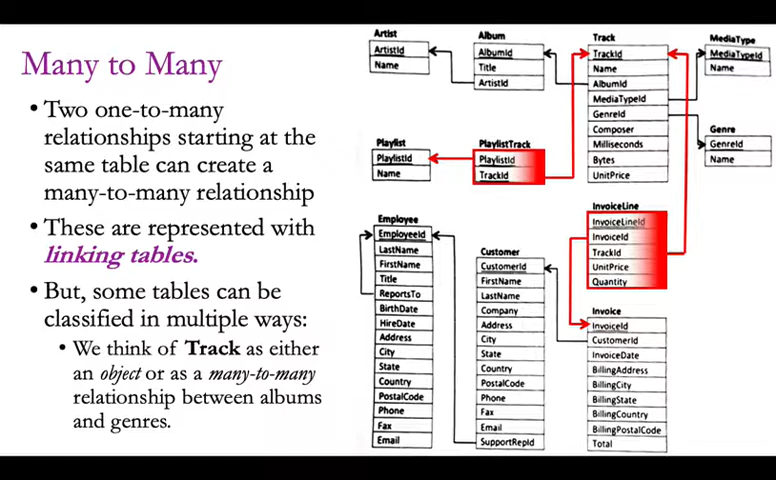 Many to Many
• Two one-to-many
relationships starting at the
same table can create a
many-to-many relationship
• These are represented with
linking tables.
• But, some tables can be
classified in multiple ways:
• We think of Track as either
an object or as a many-to-many
relationship between albums
and genres.
Artist
ArtistId
Name
Album
AlbumId
Title
ArtistId
Track
TrackId
Name
AlbumId
MediaTypeId
GenreId
Composer
Milliseconds
Bytes
UnitPrice
MediaType
MediaTypeId
Name
Genre
GenreId
Name
Playlist
PlaylistId
Name
PlaylistTrack
PlaylistId
TrackId
InvoiceLine
InvoiceLineId
InvoiceId
TrackId
UnitPrice
Quantity
Employee
EmployeeId
LastName
FirstName
Title
ReportsTo
BirthDate
HireDate
Address
City
State
Country
PostalCode
Phone
Fax
Email
Customer
CustomerId
FirstName
LastName
Company
Address
City
State
Country
PostalCode
Phone
Fax
Email
SupportRepId
Invoice
InvoiceId
CustomerId
InvoiceDate
BillingAddress
BillingCity
BillingState
BillingCountry
BillingPostalCode
Total